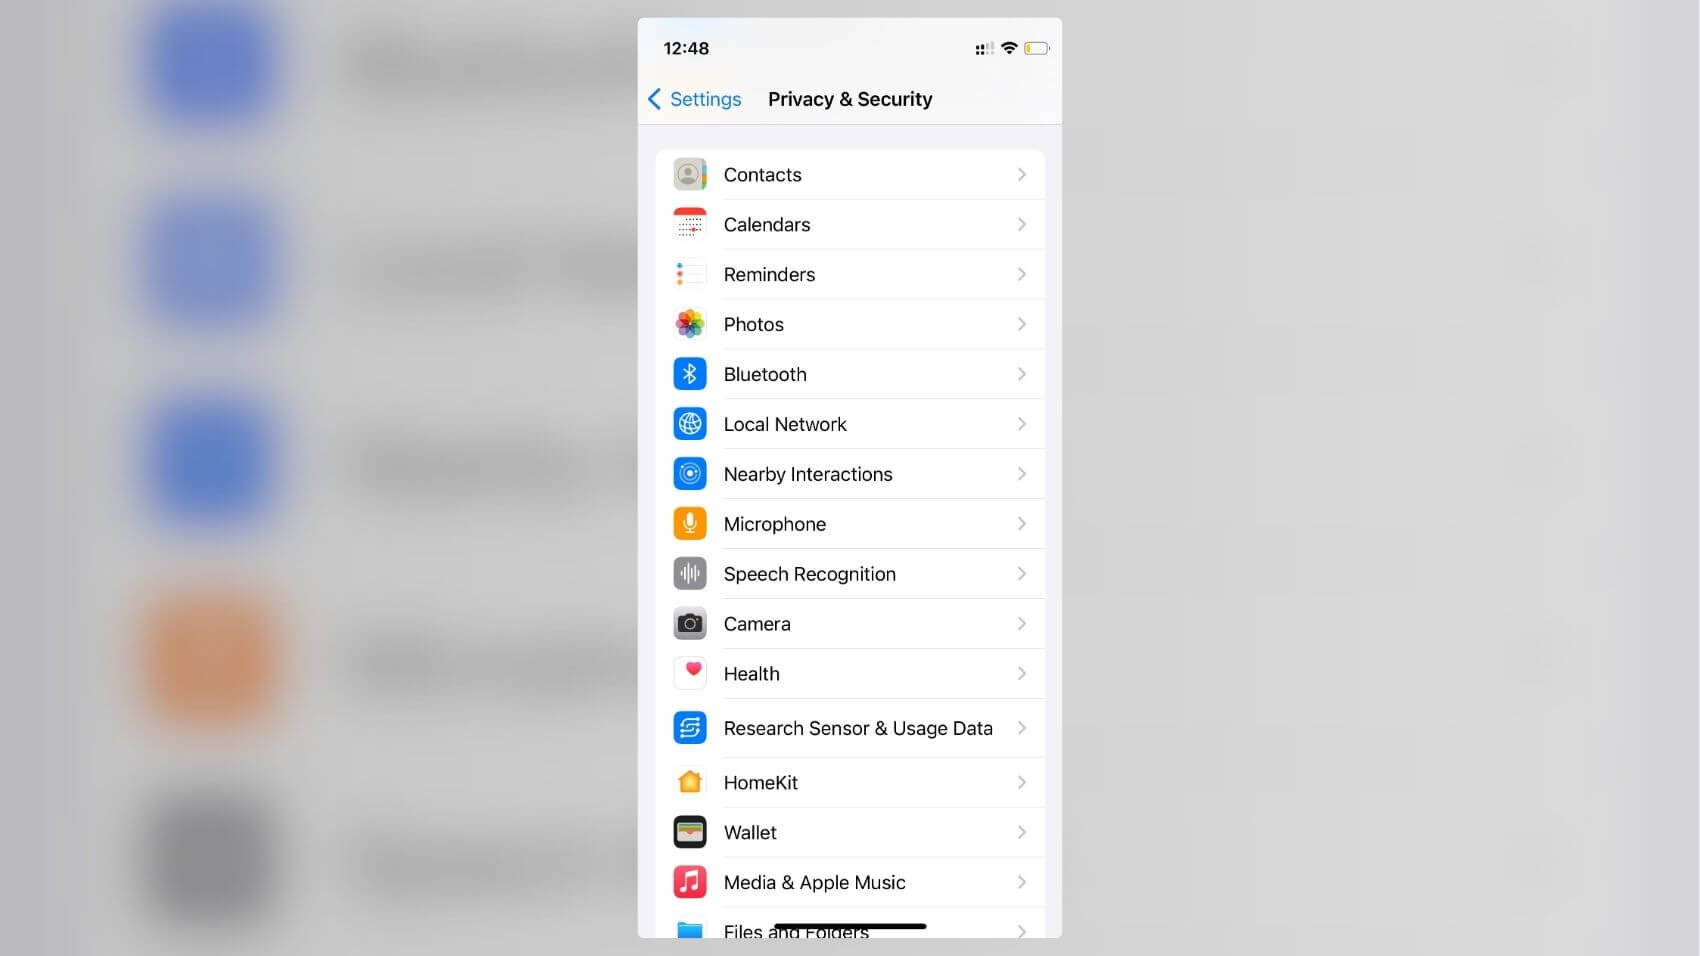 12:48
Settings Privacy & Security
Contacts
Calendars
Reminders
Photos
Bluetooth
Local Network
Nearby Interactions
Microphone
Speech Recognition
Camera
Health
Research Sensor & Usage Data
HomeKit
Wallet
Media & Apple Music
Files and Folders